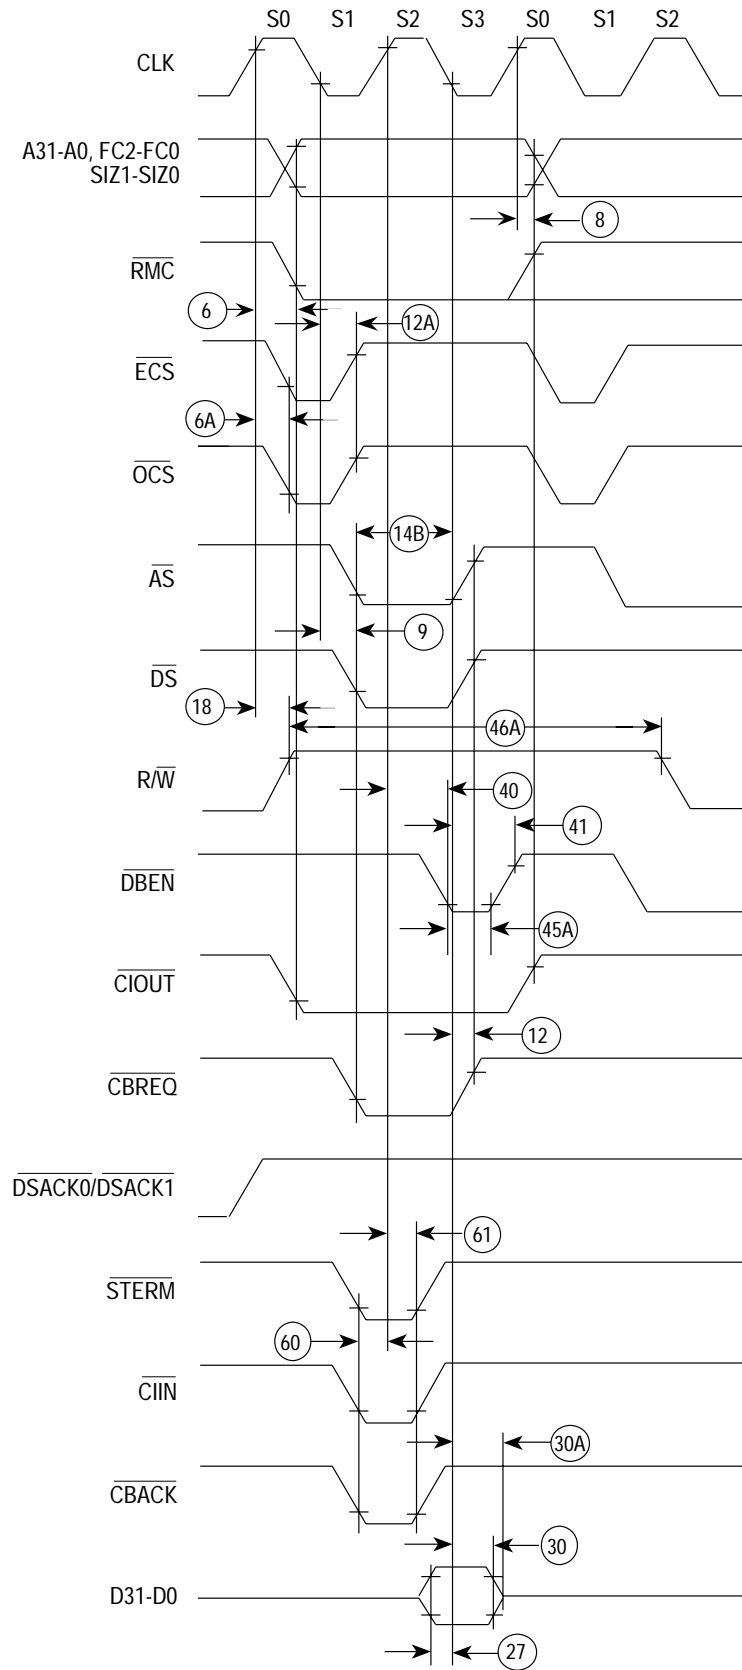 S0 S1 S2 S3 S0 S1 S2
CLK
A31-A0, FC2-FC0
SIZ1-SIZ0
8
RMC
6
12A
ECS
6A
OCS
14B
AS
9
DS
18
46A
R/W
40
41
DBEN
45A
CIOUT
12
CBREQ
DSACK0/DSACK1
61
STERM
60
CIIN
30A
CBACK
30
D31-D0
27